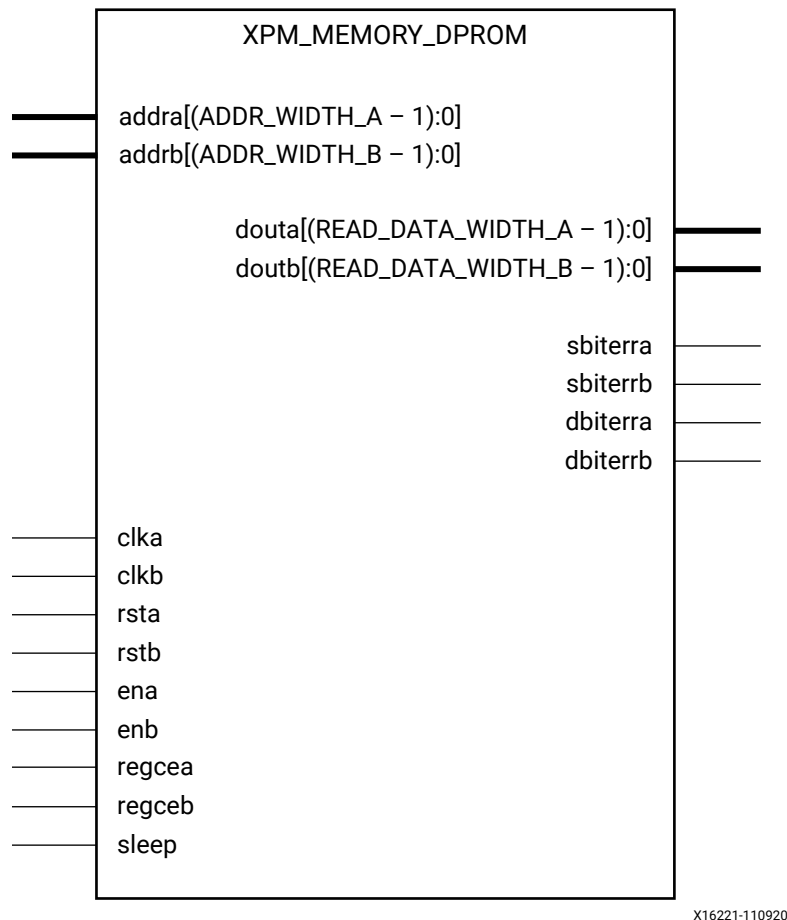 XPM_MEMORY_DPROM
addra[(ADDR_WIDTH_A – 1):0]
addrb[(ADDR_WIDTH_B – 1):0]
douta[(READ_DATA_WIDTH_A – 1):0]
doutb[(READ_DATA_WIDTH_B – 1):0]
sbiterra
sbiterrb
dbiterra
dbiterrb
clka
clkb
rsta
rstb
ena
enb
regcea
regceb
sleep
X16221-110920